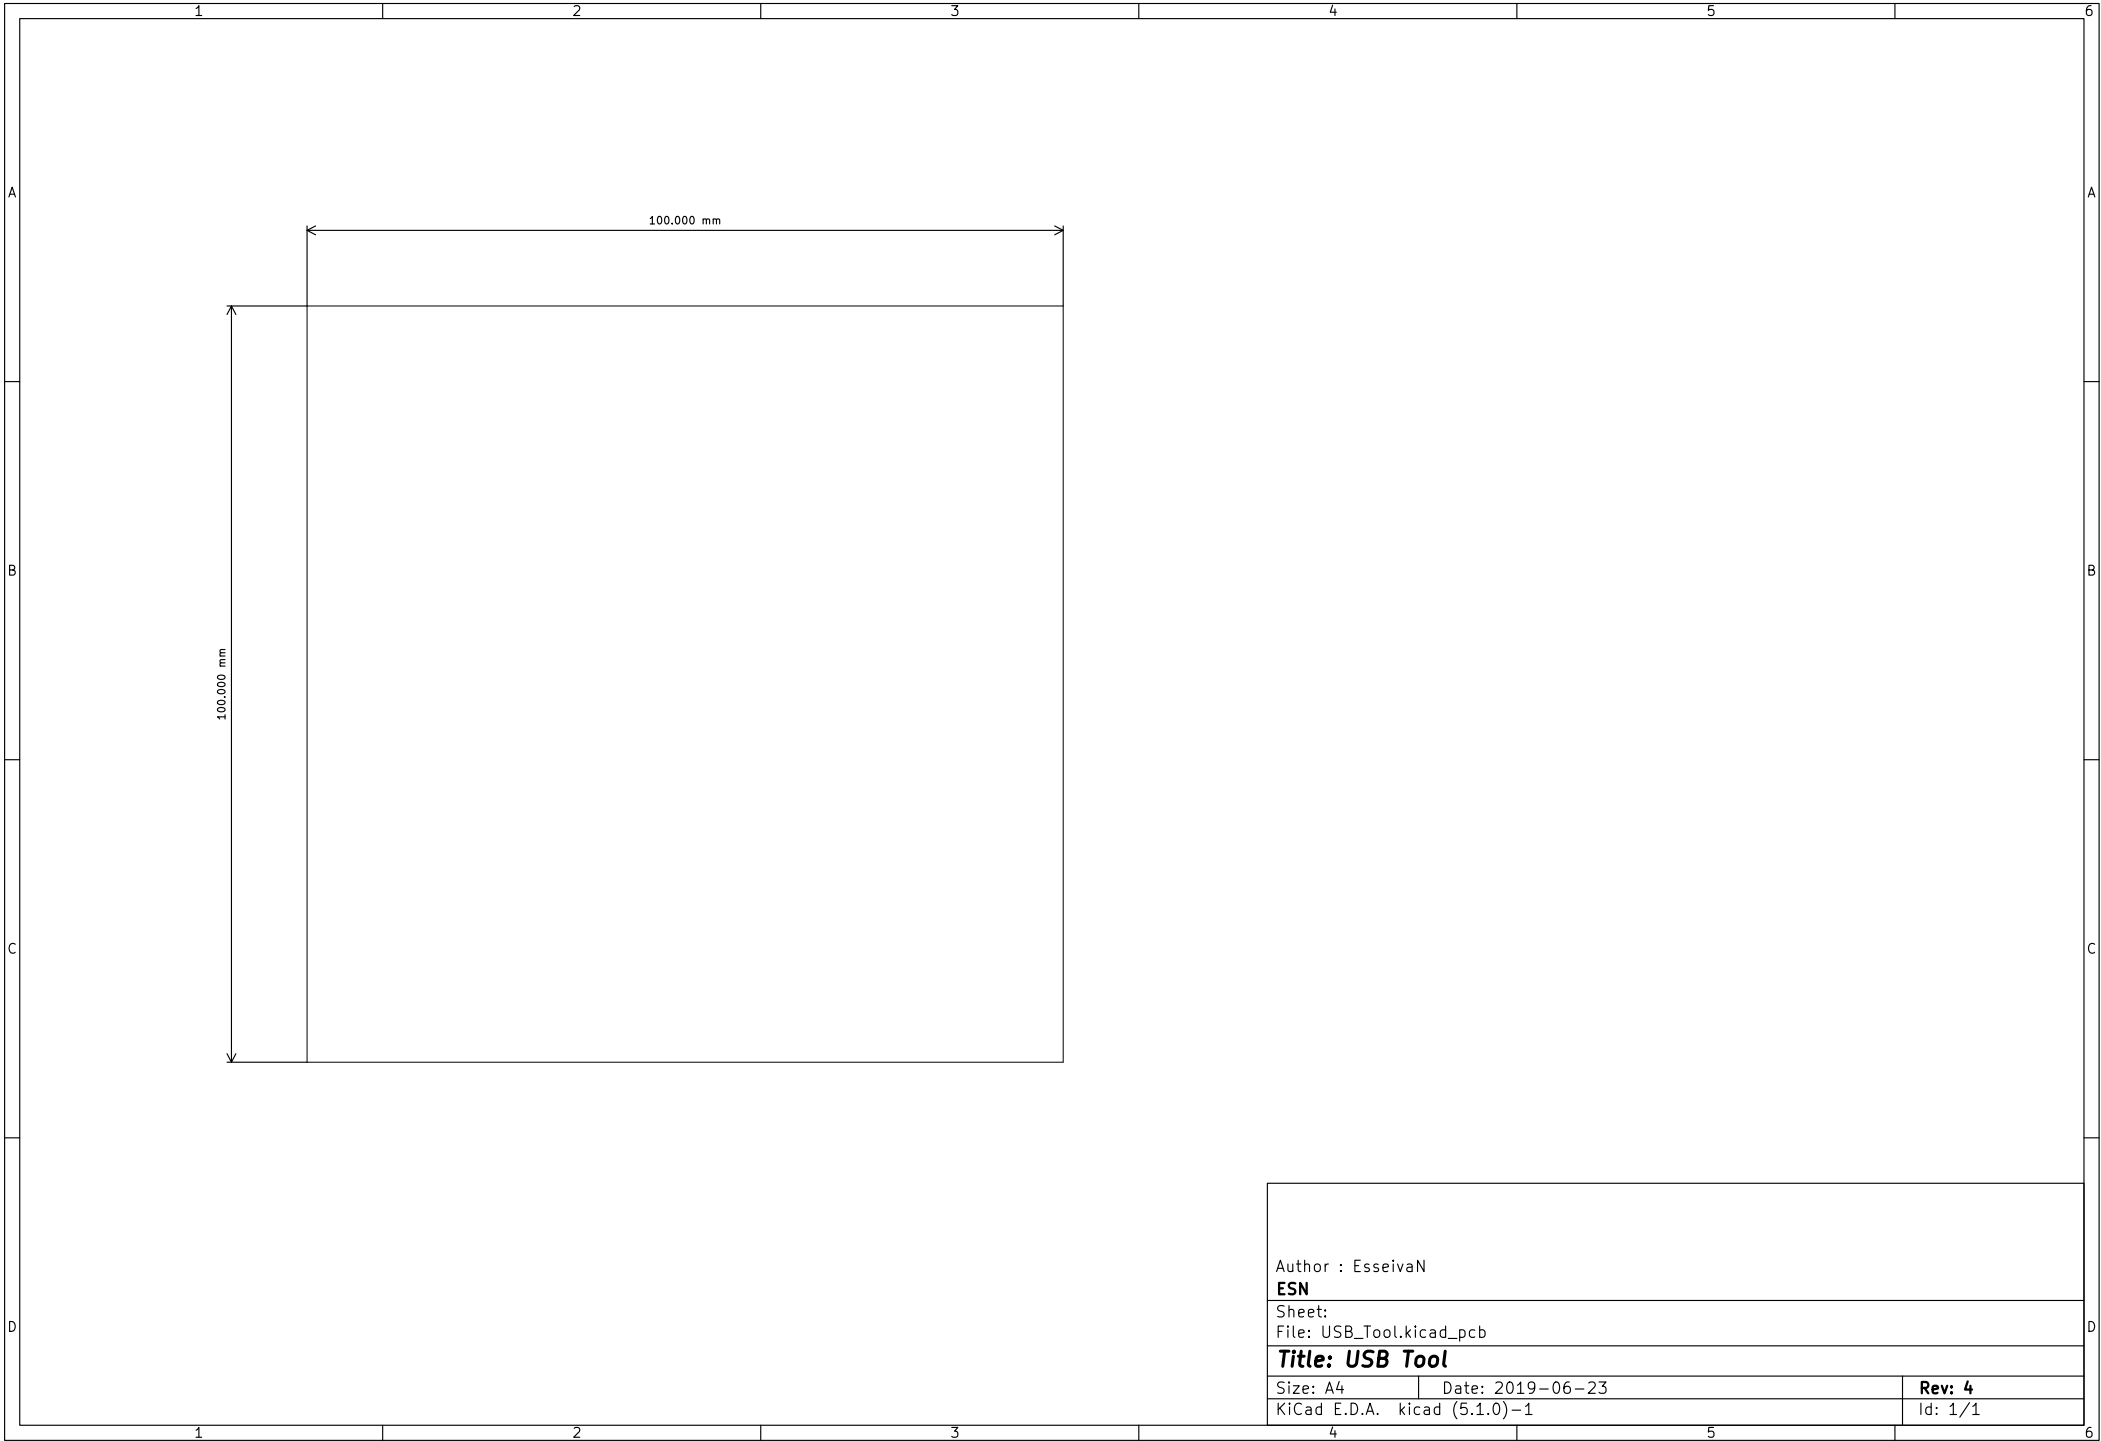 1 2 3 4 5 6
A A
100.000 mm
B B
100.000 mm
C C
Author : EsseivaN
ESN
Sheet:
File: USB_Tool.kicad_pcb
D D
Title: USB Tool
Size: A4 Date: 2019-06-23 Rev: 4
KiCad E.D.A. kicad (5.1.0)-1 Id: 1/1
1 2 3 4 5 6